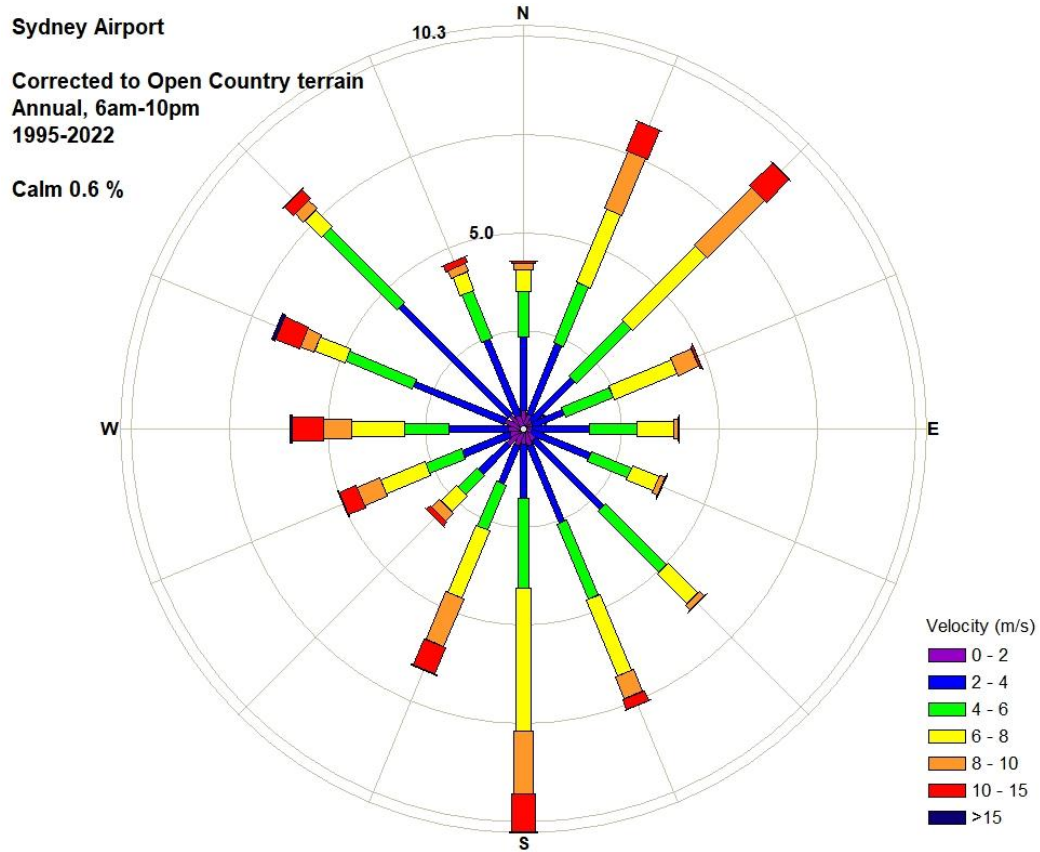 Sydney Airport
Corrected to Open Country terrain
Annual, 6am-10pm
1995-2022
Calm 0.6 %
N
10.3
5.0
W
E
S
Velocity (m/s)
0 - 2
2 - 4
4 - 6
6 - 8
8 - 10
10 - 15
>15